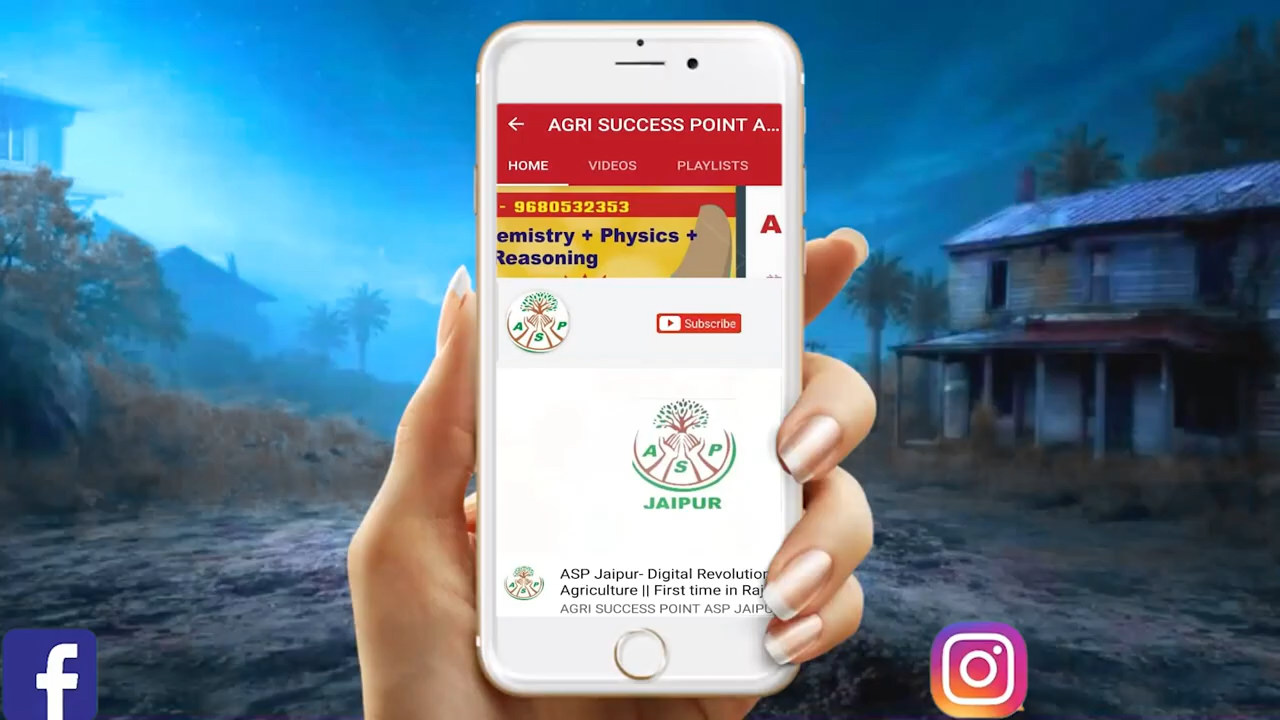 AGRI SUCCESS POINT A...
HOME VIDEOS PLAYLISTS
- 9680532353
emistry + Physics +
Reasoning
A
A S P
Subscribe
A S P
JAIPUR
ASP Jaipur- Digital Revolution
Agriculture || First time in Raj
AGRI SUCCESS POINT ASP JAIPU
f